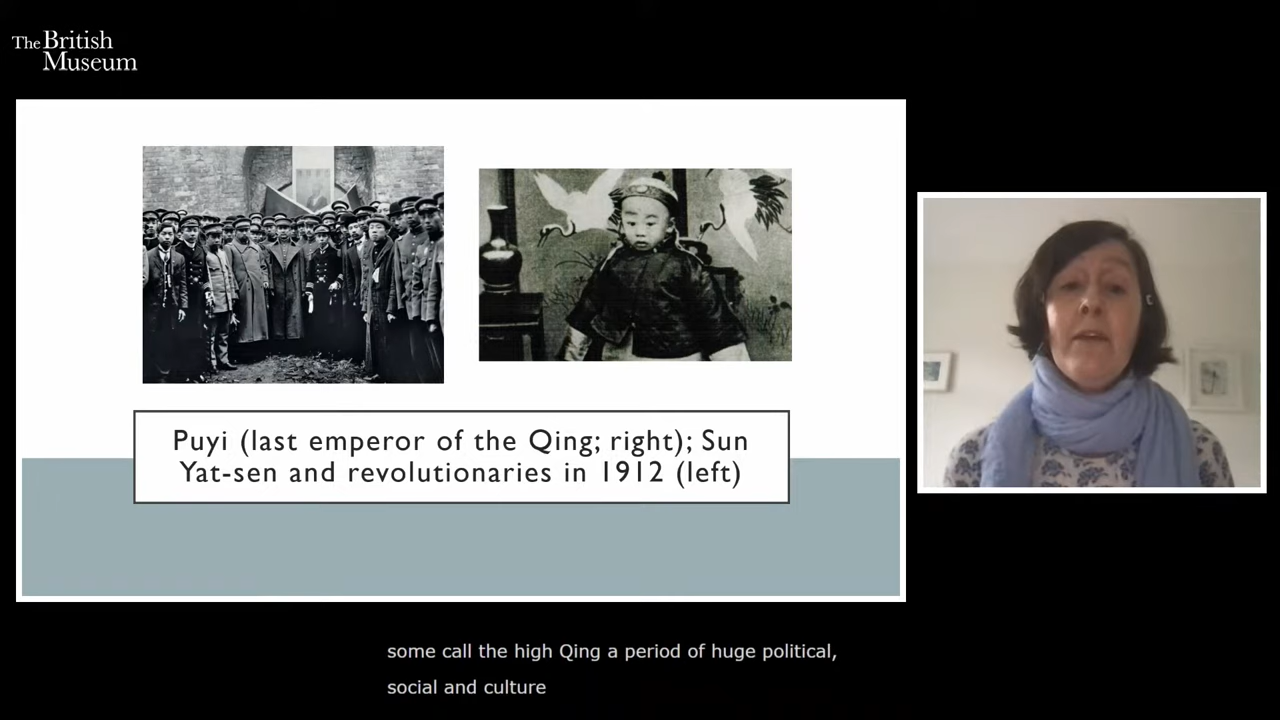 The British
Museum
Puyi (last emperor of the Qing; right); Sun
Yat-sen and revolutionaries in 1912 (left)
some call the high Qing a period of huge political,
social and culture